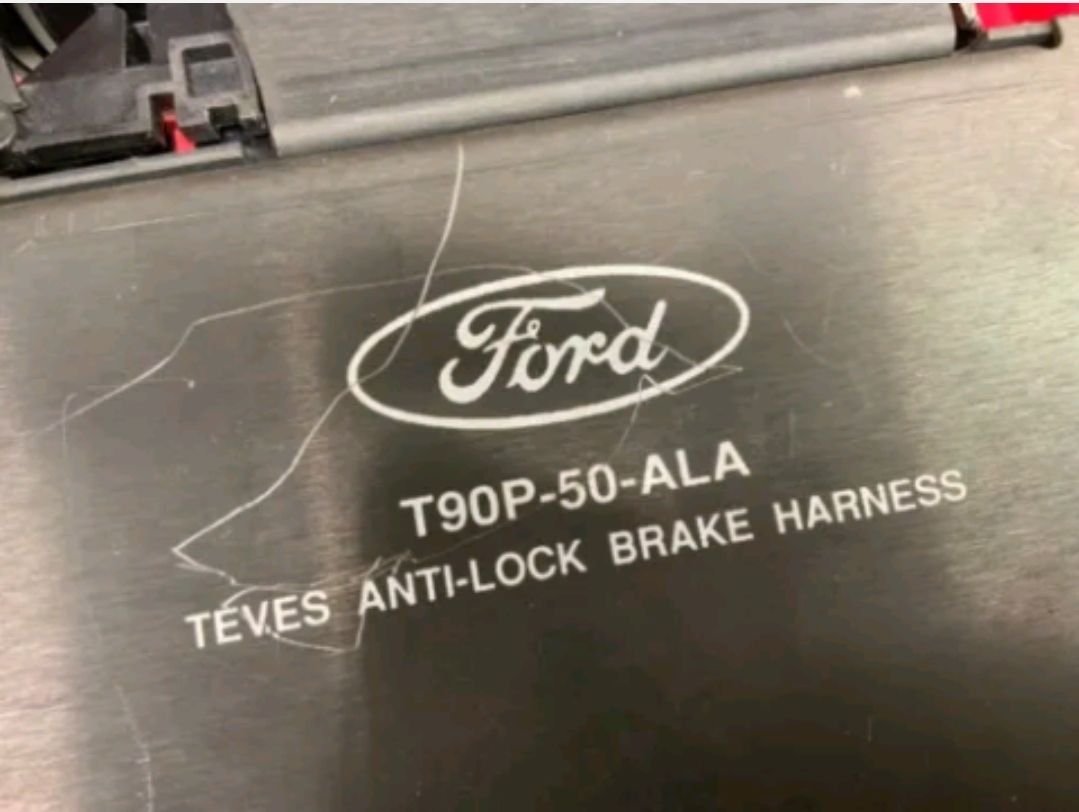 Ford
T90P-50-ALA
TEVES ANTI-LOCK BRAKE HARNESS